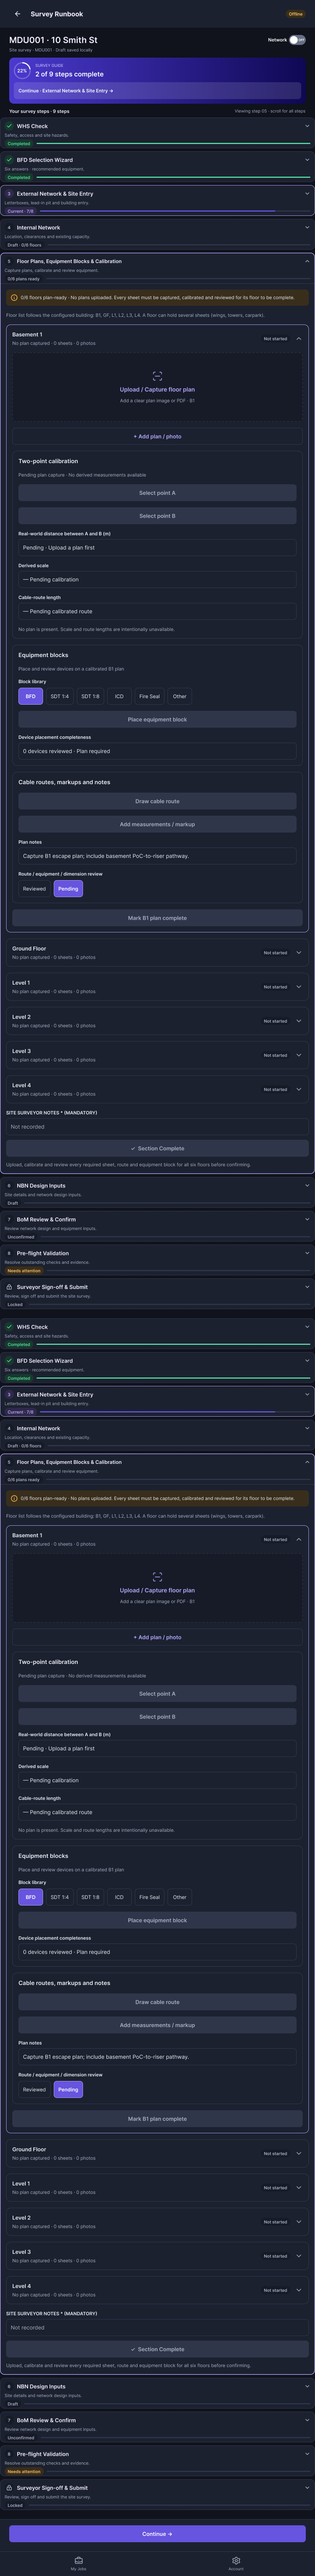 Survey Runbook
Offline
MDU001 · 10 Smith St
Network
OFF
Site survey · MDU001 · Draft saved locally
22%
SURVEY GUIDE
2 of 9 steps complete
Continue · External Network & Site Entry →
Your survey steps · 9 steps
Viewing step 05 · scroll for all steps
WHS Check
Safety, access and site hazards.
Completed
BFD Selection Wizard
Six answers · recommended equipment.
Completed
3 External Network & Site Entry
Letterboxes, lead-in pit and building entry.
Current · 7/8
4 Internal Network
Location, clearances and existing capacity.
Draft · 0/6 floors
5 Floor Plans, Equipment Blocks & Calibration
Capture plans, calibrate and review equipment.
0/6 plans ready
0/6 floors plan-ready · No plans uploaded. Every sheet must be captured, calibrated and reviewed for its floor to be complete.
Floor list follows the configured building: B1, GF, L1, L2, L3, L4. A floor can hold several sheets (wings, towers, carpark).
Basement 1
No plan captured · 0 sheets · 0 photos
Not started
Upload / Capture floor plan
Add a clear plan image or PDF · B1
+ Add plan / photo
Two-point calibration
Pending plan capture · No derived measurements available
Select point A
Select point B
Real-world distance between A and B (m)
Pending · Upload a plan first
Derived scale
— Pending calibration
Cable-route length
— Pending calibrated route
No plan is present. Scale and route lengths are intentionally unavailable.
Equipment blocks
Place and review devices on a calibrated B1 plan
Block library
BFD
SDT 1:4
SDT 1:8
ICD
Fire Seal
Other
Place equipment block
Device placement completeness
0 devices reviewed · Plan required
Cable routes, markups and notes
Draw cable route
Add measurements / markup
Plan notes
Capture B1 escape plan; include basement PoC-to-riser pathway.
Route / equipment / dimension review
Reviewed
Pending
Mark B1 plan complete
Ground Floor
No plan captured · 0 sheets · 0 photos
Not started
Level 1
No plan captured · 0 sheets · 0 photos
Not started
Level 2
No plan captured · 0 sheets · 0 photos
Not started
Level 3
No plan captured · 0 sheets · 0 photos
Not started
Level 4
No plan captured · 0 sheets · 0 photos
Not started
SITE SURVEYOR NOTES * (MANDATORY)
Not recorded
✓ Section Complete
Upload, calibrate and review every required sheet, route and equipment block for all six floors before confirming.
6 NBN Design Inputs
Site details and network design inputs.
Draft
7 BoM Review & Confirm
Review network design and equipment inputs.
Unconfirmed
8 Pre-flight Validation
Resolve outstanding checks and evidence.
Needs attention
Surveyor Sign-off & Submit
Review, sign off and submit the site survey.
Locked
WHS Check
Safety, access and site hazards.
Completed
BFD Selection Wizard
Six answers · recommended equipment.
Completed
3 External Network & Site Entry
Letterboxes, lead-in pit and building entry.
Current · 7/8
4 Internal Network
Location, clearances and existing capacity.
Draft · 0/6 floors
5 Floor Plans, Equipment Blocks & Calibration
Capture plans, calibrate and review equipment.
0/6 plans ready
0/6 floors plan-ready · No plans uploaded. Every sheet must be captured, calibrated and reviewed for its floor to be complete.
Floor list follows the configured building: B1, GF, L1, L2, L3, L4. A floor can hold several sheets (wings, towers, carpark).
Basement 1
No plan captured · 0 sheets · 0 photos
Not started
Upload / Capture floor plan
Add a clear plan image or PDF · B1
+ Add plan / photo
Two-point calibration
Pending plan capture · No derived measurements available
Select point A
Select point B
Real-world distance between A and B (m)
Pending · Upload a plan first
Derived scale
— Pending calibration
Cable-route length
— Pending calibrated route
No plan is present. Scale and route lengths are intentionally unavailable.
Equipment blocks
Place and review devices on a calibrated B1 plan
Block library
BFD
SDT 1:4
SDT 1:8
ICD
Fire Seal
Other
Place equipment block
Device placement completeness
0 devices reviewed · Plan required
Cable routes, markups and notes
Draw cable route
Add measurements / markup
Plan notes
Capture B1 escape plan; include basement PoC-to-riser pathway.
Route / equipment / dimension review
Reviewed
Pending
Mark B1 plan complete
Ground Floor
No plan captured · 0 sheets · 0 photos
Not started
Level 1
No plan captured · 0 sheets · 0 photos
Not started
Level 2
No plan captured · 0 sheets · 0 photos
Not started
Level 3
No plan captured · 0 sheets · 0 photos
Not started
Level 4
No plan captured · 0 sheets · 0 photos
Not started
SITE SURVEYOR NOTES * (MANDATORY)
Not recorded
✓ Section Complete
Upload, calibrate and review every required sheet, route and equipment block for all six floors before confirming.
6 NBN Design Inputs
Site details and network design inputs.
Draft
7 BoM Review & Confirm
Review network design and equipment inputs.
Unconfirmed
8 Pre-flight Validation
Resolve outstanding checks and evidence.
Needs attention
Surveyor Sign-off & Submit
Review, sign off and submit the site survey.
Locked
Continue →
My Jobs
Account